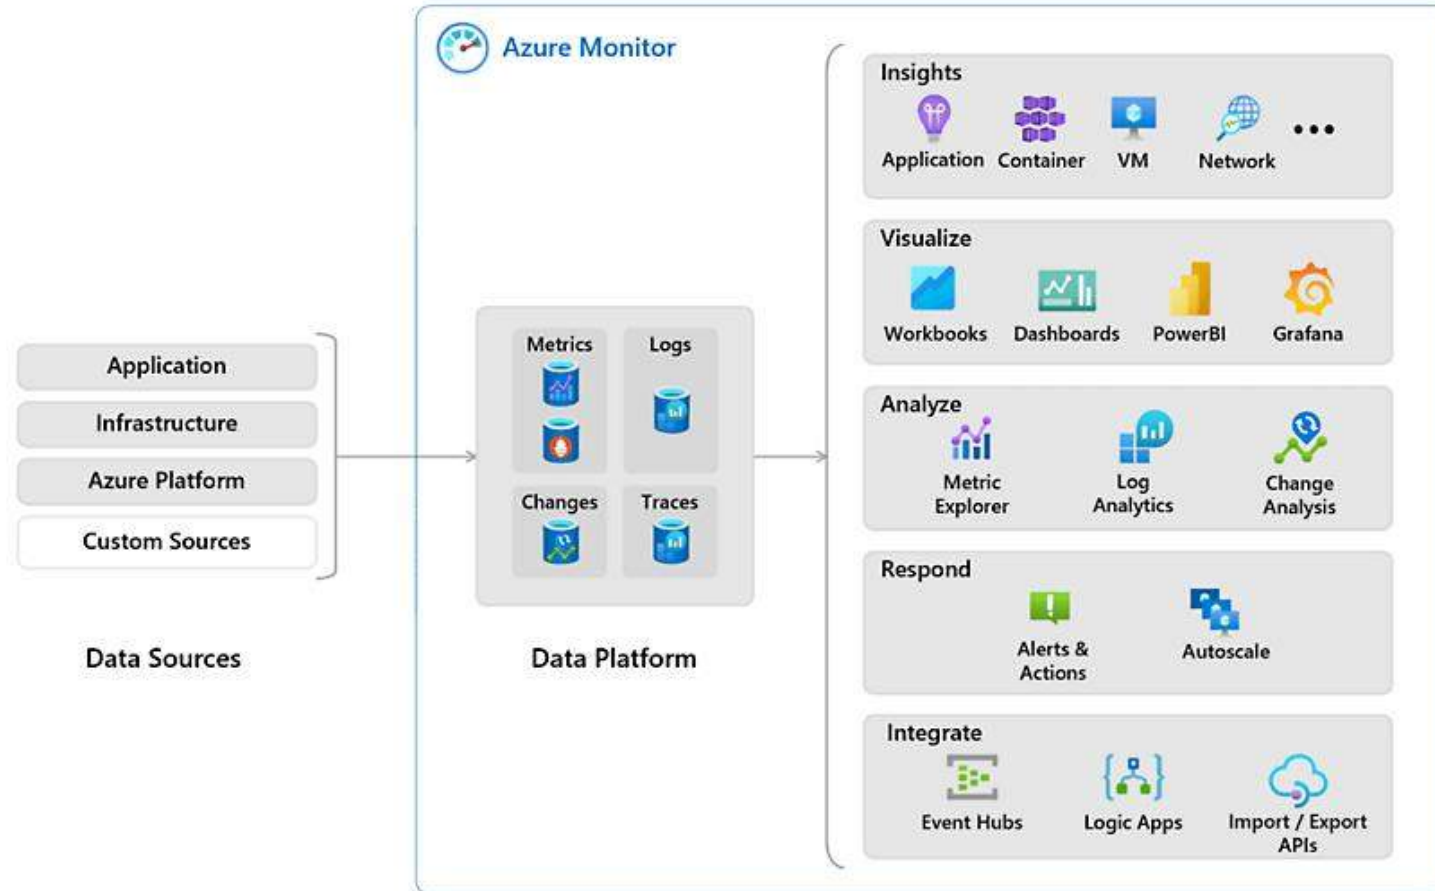 Azure Monitor
Application
Infrastructure
Azure Platform
Custom Sources
Data Sources
Metrics
Logs
Changes
Traces
Data Platform
Insights
Application
Container
VM
Network
Visualize
Workbooks
Dashboards
PowerBI
Grafana
Analyze
Metric
Explorer
Log
Analytics
Change
Analysis
Respond
Alerts &
Actions
Autoscale
Integrate
Event Hubs
Logic Apps
Import / Export
APIs